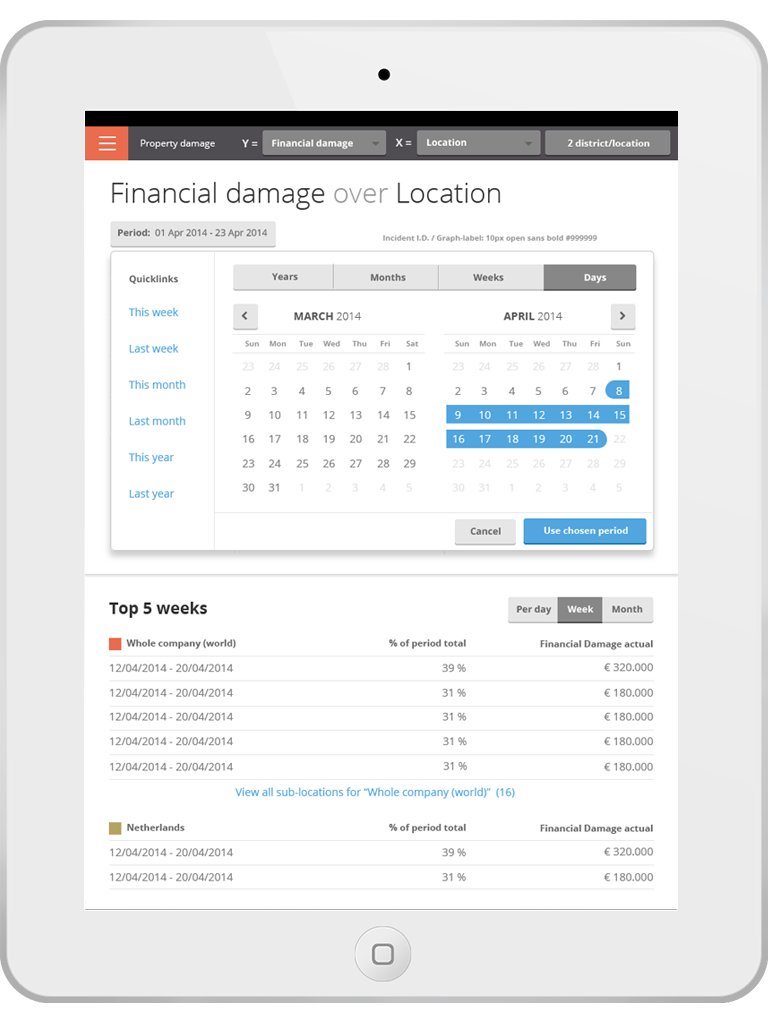 Property damage Y = Financial damage X = Location 2 district/location
Financial damage over Location
Period: 01 Apr 2014 - 23 Apr 2014
Incident I.D. / Graph-label: 10px open sans bold #999999
Quicklinks
This week
Last week
This month
Last month
This year
Last year
Years Months Weeks Days
MARCH 2014
Sun Mon Tue Wed Thu Fri Sat
23 24 25 26 27 28 1
2 3 4 5 6 7 8
9 10 11 12 13 14 15
16 17 18 19 20 21 22
23 24 25 26 27 28 29
30 31 1 2 3 4 5
APRIL 2014
Sun Mon Tue Wed Thu Fri Sun
23 24 25 26 27 28 1
2 3 4 5 6 7 8
9 10 11 12 13 14 15
16 17 18 19 20 21 22
23 24 25 26 27 28 29
30 31 1 2 3 4 5
Cancel Use chosen period
Top 5 weeks
Per day Week Month
Whole company (world) % of period total Financial Damage actual
12/04/2014 - 20/04/2014 39 % € 320.000
12/04/2014 - 20/04/2014 31 % € 180.000
12/04/2014 - 20/04/2014 31 % € 180.000
12/04/2014 - 20/04/2014 31 % € 180.000
12/04/2014 - 20/04/2014 31 % € 180.000
View all sub-locations for “Whole company (world)” (16)
Netherlands % of period total Financial Damage actual
12/04/2014 - 20/04/2014 39 % € 320.000
12/04/2014 - 20/04/2014 31 % € 180.000